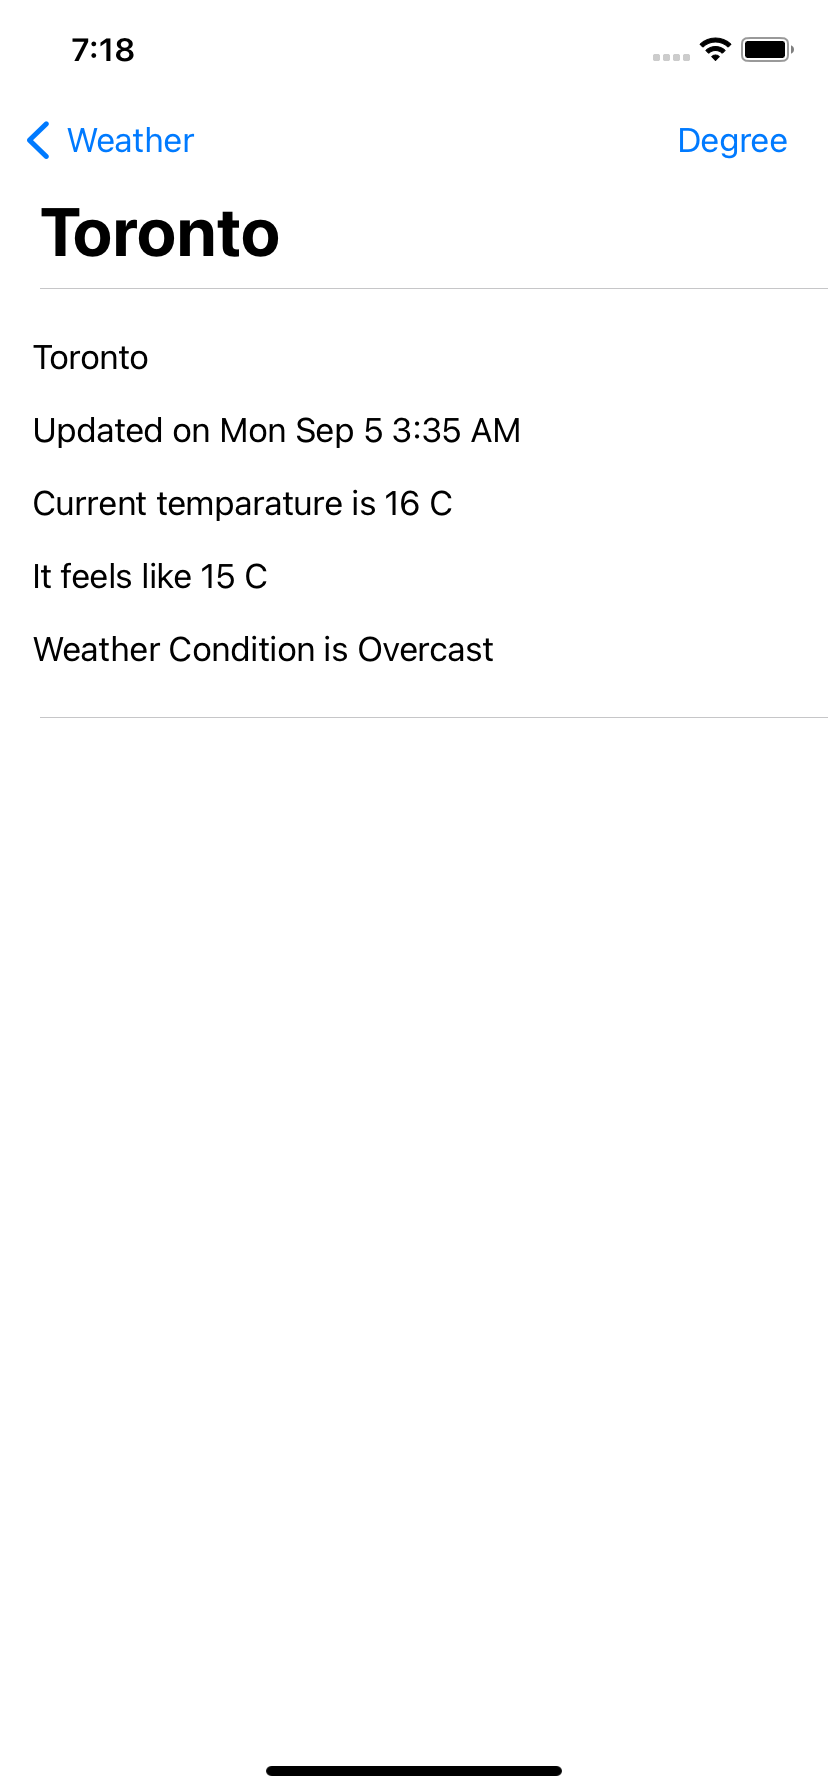 7:18
Weather
Degree
Toronto
Toronto
Updated on Mon Sep 5 3:35 AM
Current temparature is 16 C
It feels like 15 C
Weather Condition is Overcast